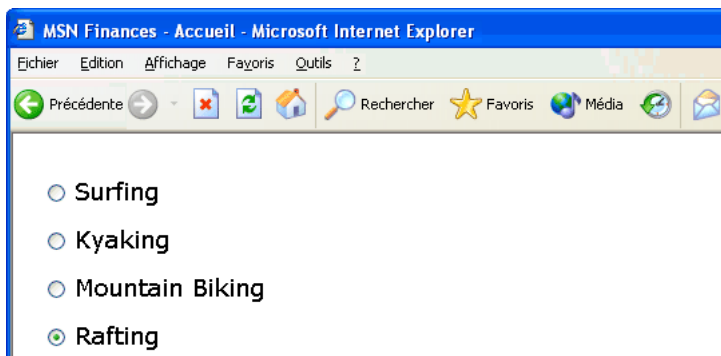 MSN Finances - Accueil - Microsoft Internet Explorer
Fichier Edition Affichage Favoris Outils ?
Précédente Rechercher Favoris Média
Surfing
Kyaking
Mountain Biking
Rafting